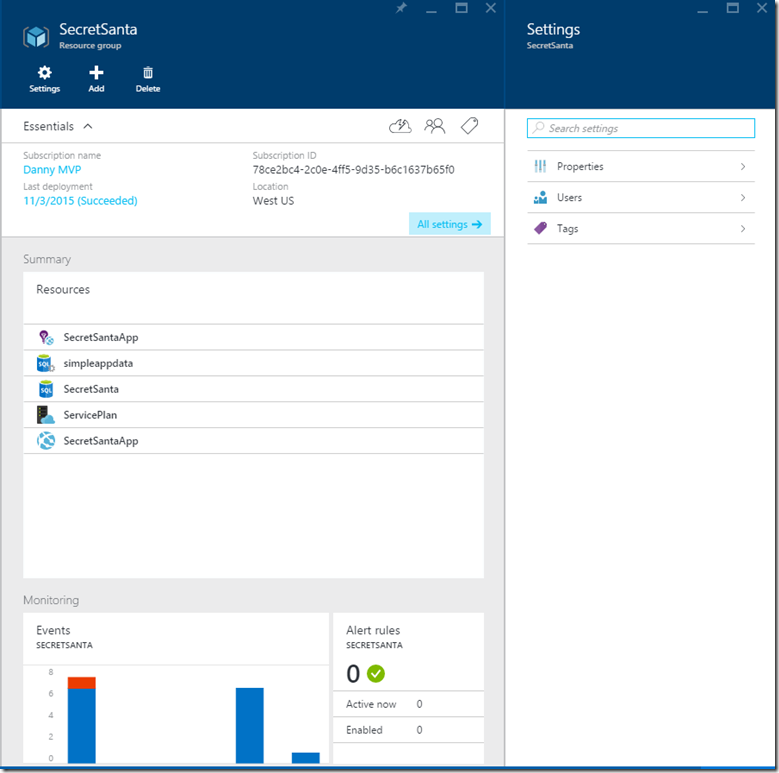 SecretSanta
Resource group
Settings
Add
Delete
Essentials
Subscription name
Danny MVP
Last deployment
11/3/2015 (Succeeded)
Subscription ID
78ce2bc4-2c0e-4ff5-9d35-b6c1637b65f0
Location
West US
All settings
Summary
Resources
SecretSantaApp
SQL
simpleappdata
SQL
SecretSanta
ServicePlan
SecretSantaApp
Monitoring
Events
SECRETSANTA
8
6
4
2
0
Alert rules
SECRETSANTA
0
Active now 0
Enabled 0
Settings
SecretSanta
Search settings
Properties
Users
Tags